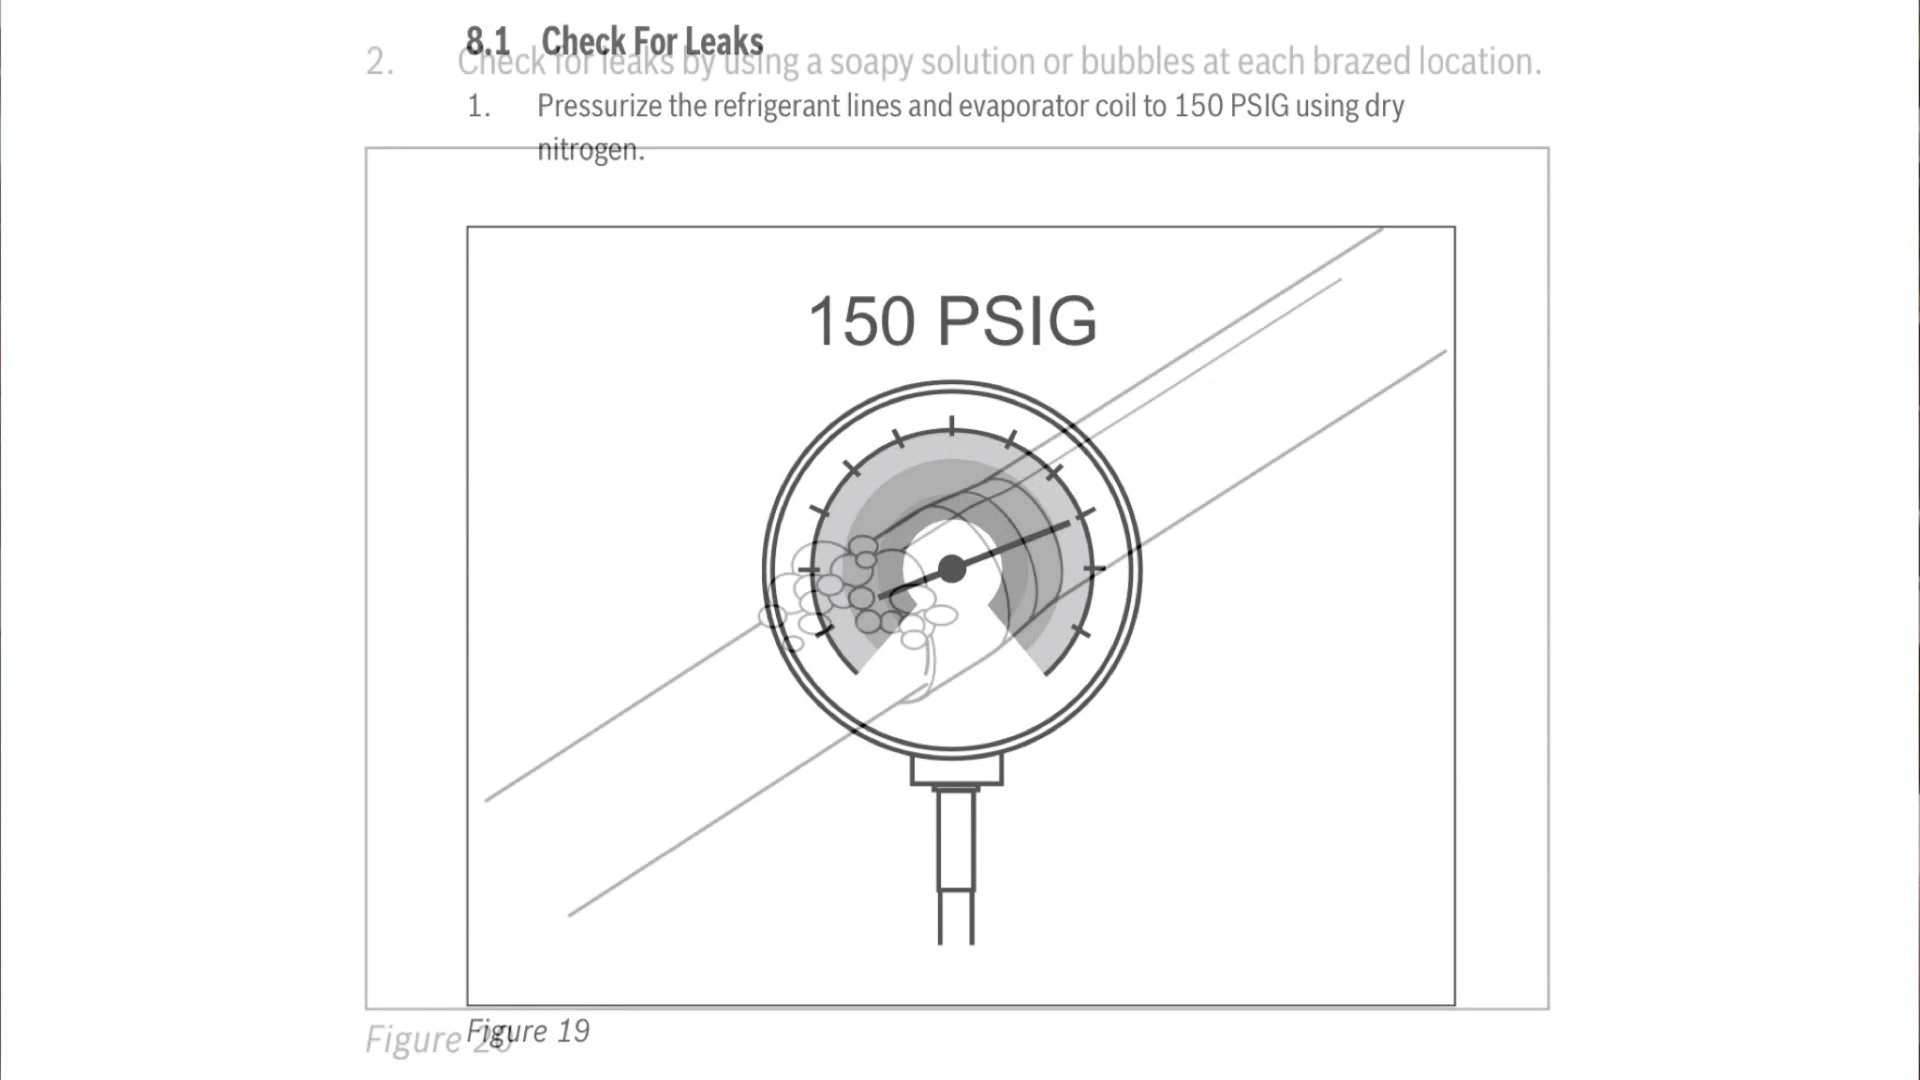 8.1 Check For Leaks
2. Check for leaks by using a soapy solution or bubbles at each brazed location.
1. Pressurize the refrigerant lines and evaporator coil to 150 PSIG using dry
nitrogen.
150 PSIG
Figure 19
Figure 20